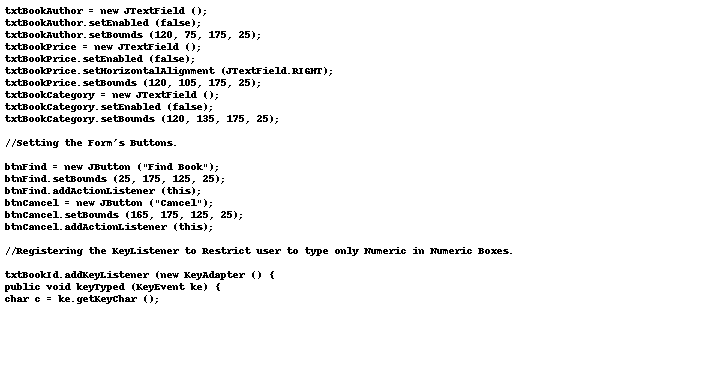 txtBookAuthor = new JTextField ();
txtBookAuthor.setEnabled (false);
txtBookAuthor.setBounds (120, 75, 175, 25);
txtBookPrice = new JTextField ();
txtBookPrice.setEnabled (false);
txtBookPrice.setHorizontalAlignment (JTextField.RIGHT);
txtBookPrice.setBounds (120, 105, 175, 25);
txtBookCategory = new JTextField ();
txtBookCategory.setEnabled (false);
txtBookCategory.setBounds (120, 135, 175, 25);
//Setting the Form's Buttons.
btnFind = new JButton ("Find Book");
btnFind.setBounds (25, 175, 125, 25);
btnFind.addActionListener (this);
btnCancel = new JButton ("Cancel");
btnCancel.setBounds (165, 175, 125, 25);
btnCancel.addActionListener (this);
//Registering the KeyListener to Restrict user to type only Numeric in Numeric Boxes.
txtBookId.addKeyListener (new KeyAdapter () {
public void keyTyped (KeyEvent ke) {
char c = ke.getKeyChar ();